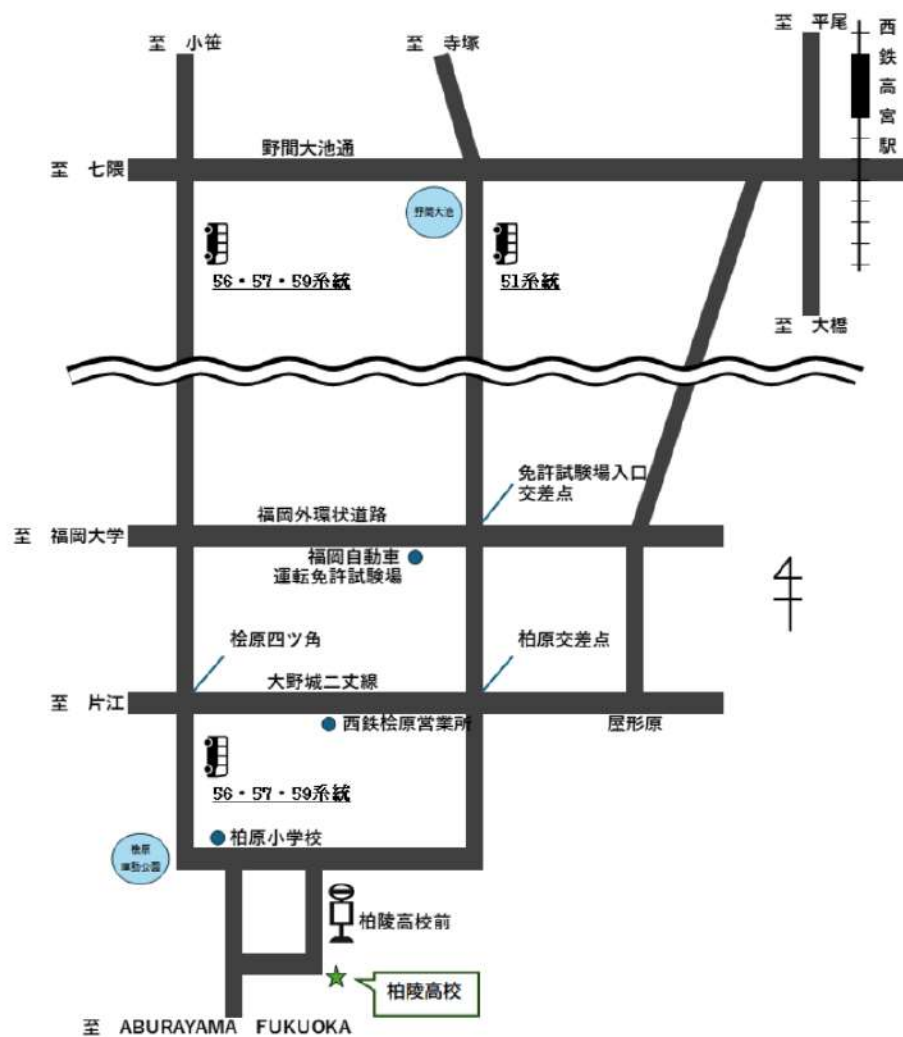 至 小笹
至 寺塚
至 平尾
西鉄高宮駅
野間大池通
至 七隈
野間大池
56・57・59系統
51系統
至 大橋
免許試験場入口
交差点
福岡外環状道路
至 福岡大学
福岡自動車
運転免許試験場
桧原四ツ角
柏原交差点
大野城二丈線
至 片江
西鉄桧原営業所
屋形原
56・57・59系統
柏原小学校
桧原
運動公園
柏陵高校前
柏陵高校
至 ABURAYAMA FUKUOKA